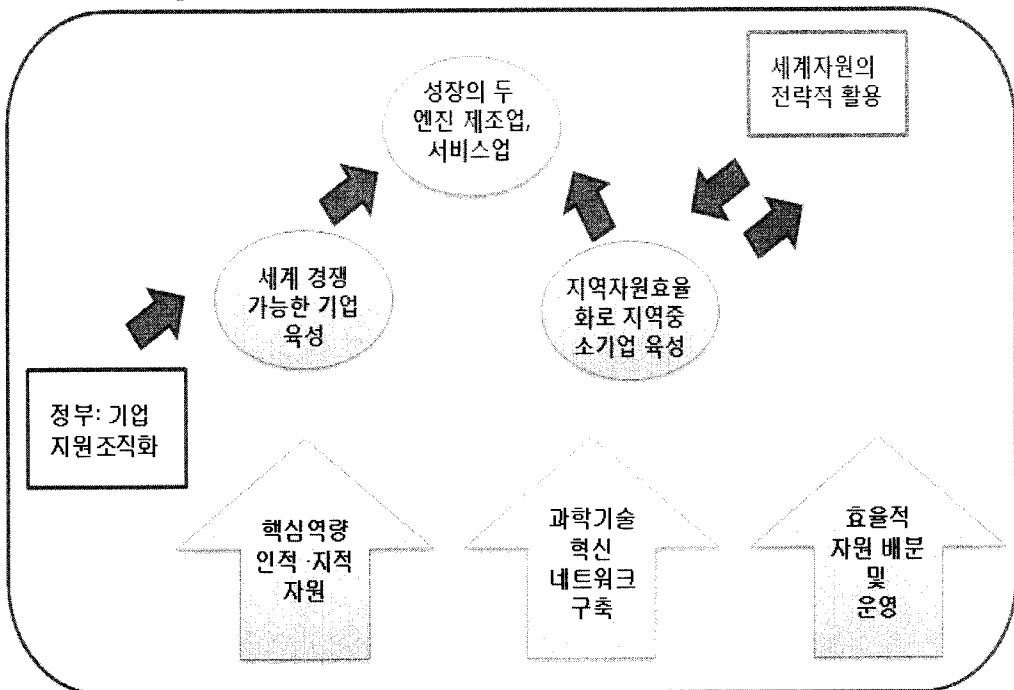 성장의 두
엔진 제조업,
서비스업
세계자원의
전략적 활용
세계 경쟁
가능한 기업
육성
지역자원효율
화로 지역중
소기업 육성
정부: 기업
지원조직화
핵심역량
인적·지적
자원
과학기술
혁신
네트워크
구축
효율적
자원 배분
및
운영